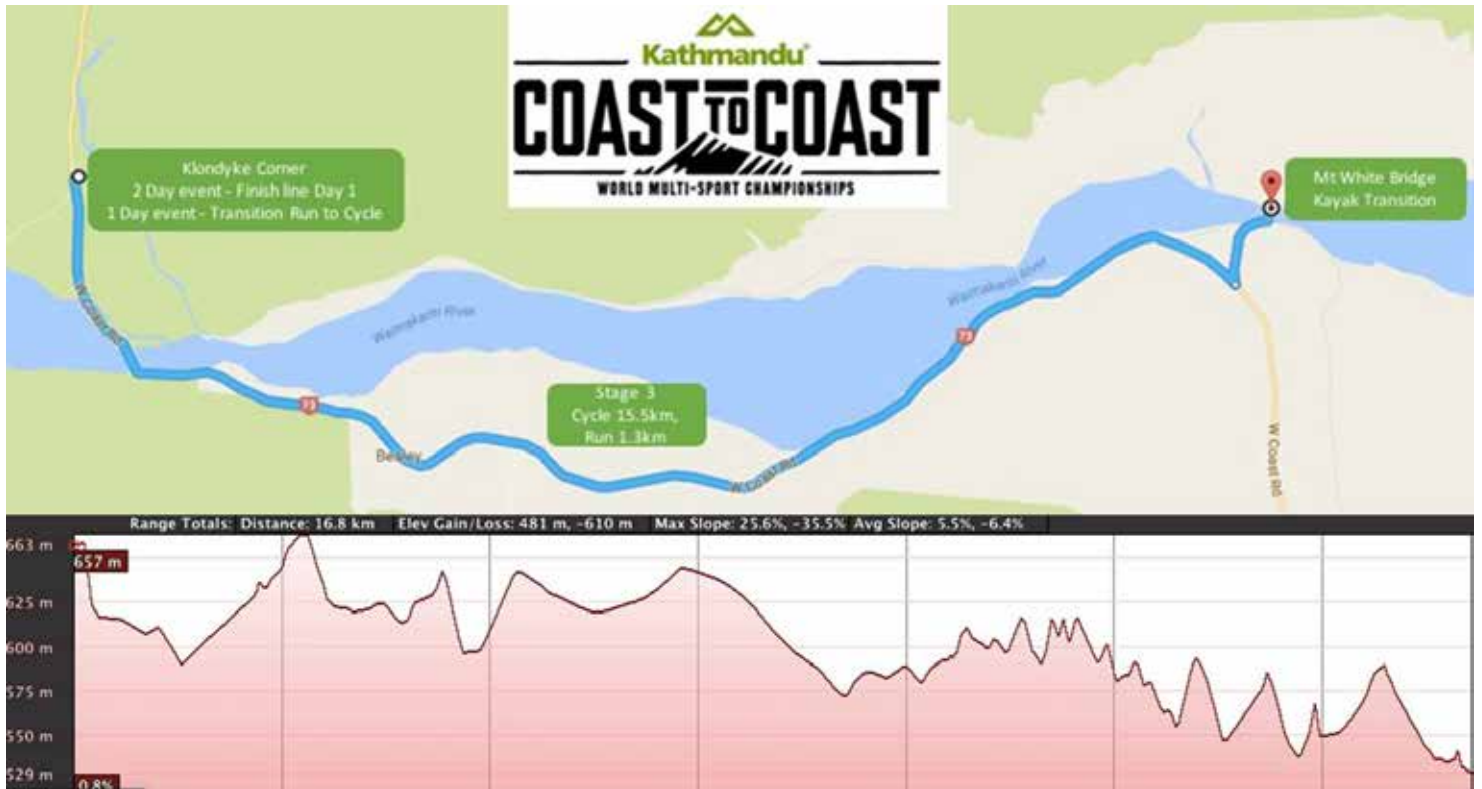 Kathmandu®
COAST TO COAST
WORLD MULTI-SPORT CHAMPIONSHIPS
Klondyke Corner
2 Day event - Finish line Day 1
1 Day event - Transition Run to Cycle
Mt White Bridge
Kayak Transition
W Coast Rd
Waimakariri River
Waimakariri River
73
73
Stage 3
Cycle 15.5km,
Run 1.3km
Bealey
W Coast Rd
W Coast Rd
Range Totals: Distance: 16.8 km Elev Gain/Loss: 481 m, -610 m Max Slope: 25.6%, -35.5% Avg Slope: 5.5%, -6.4%
663 m
657 m
625 m
600 m
575 m
550 m
529 m
0.8%